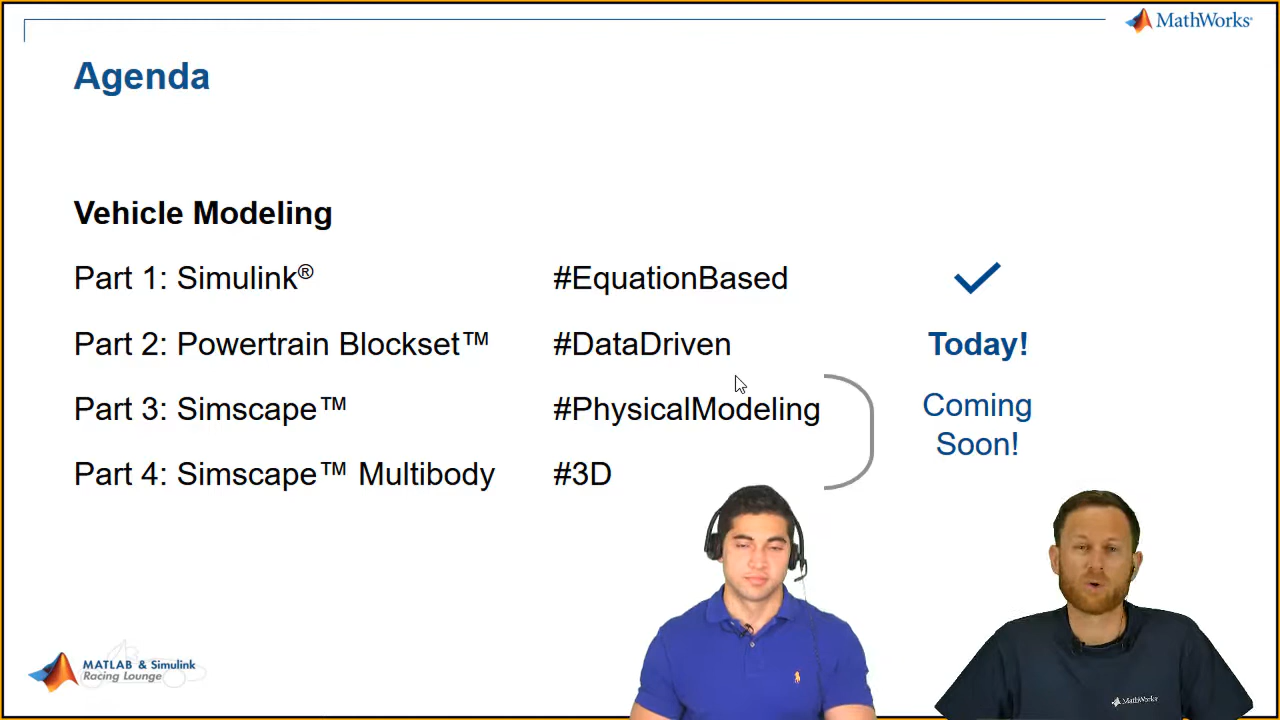 MathWorks®
Agenda
Vehicle Modeling
Part 1: Simulink® #EquationBased
Part 2: Powertrain Blockset™ #DataDriven Today!
Part 3: Simscape™ #PhysicalModeling Coming
Soon!
Part 4: Simscape™ Multibody #3D
MATLAB & Simulink
Racing Lounge
MathWorks